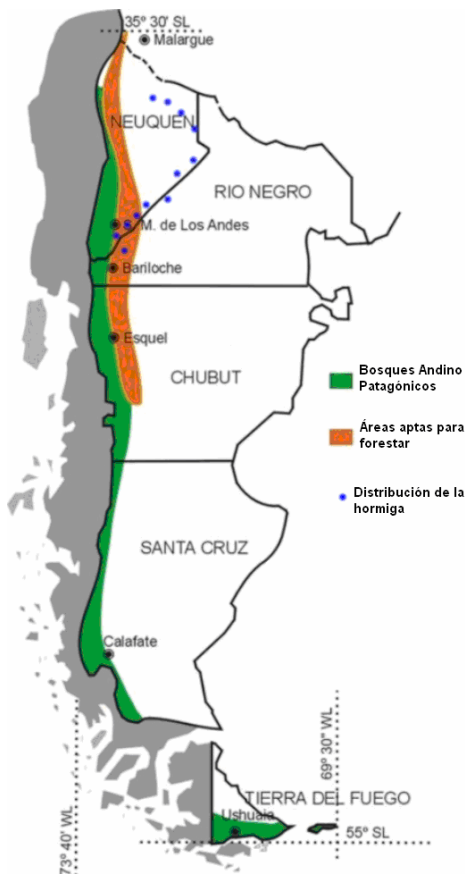 35º 30' SL
Malargue
NEUQUEN
RIO NEGRO
M. de Los Andes
Bariloche
Esquel
CHUBUT
Bosques Andino
Patagónicos
Áreas aptas para
forestar
Distribución de la
hormiga
SANTA CRUZ
Calafate
69º 30" WL
TIERRA DEL FUEGO
Ushuaia
55º SL
73º 40' WL